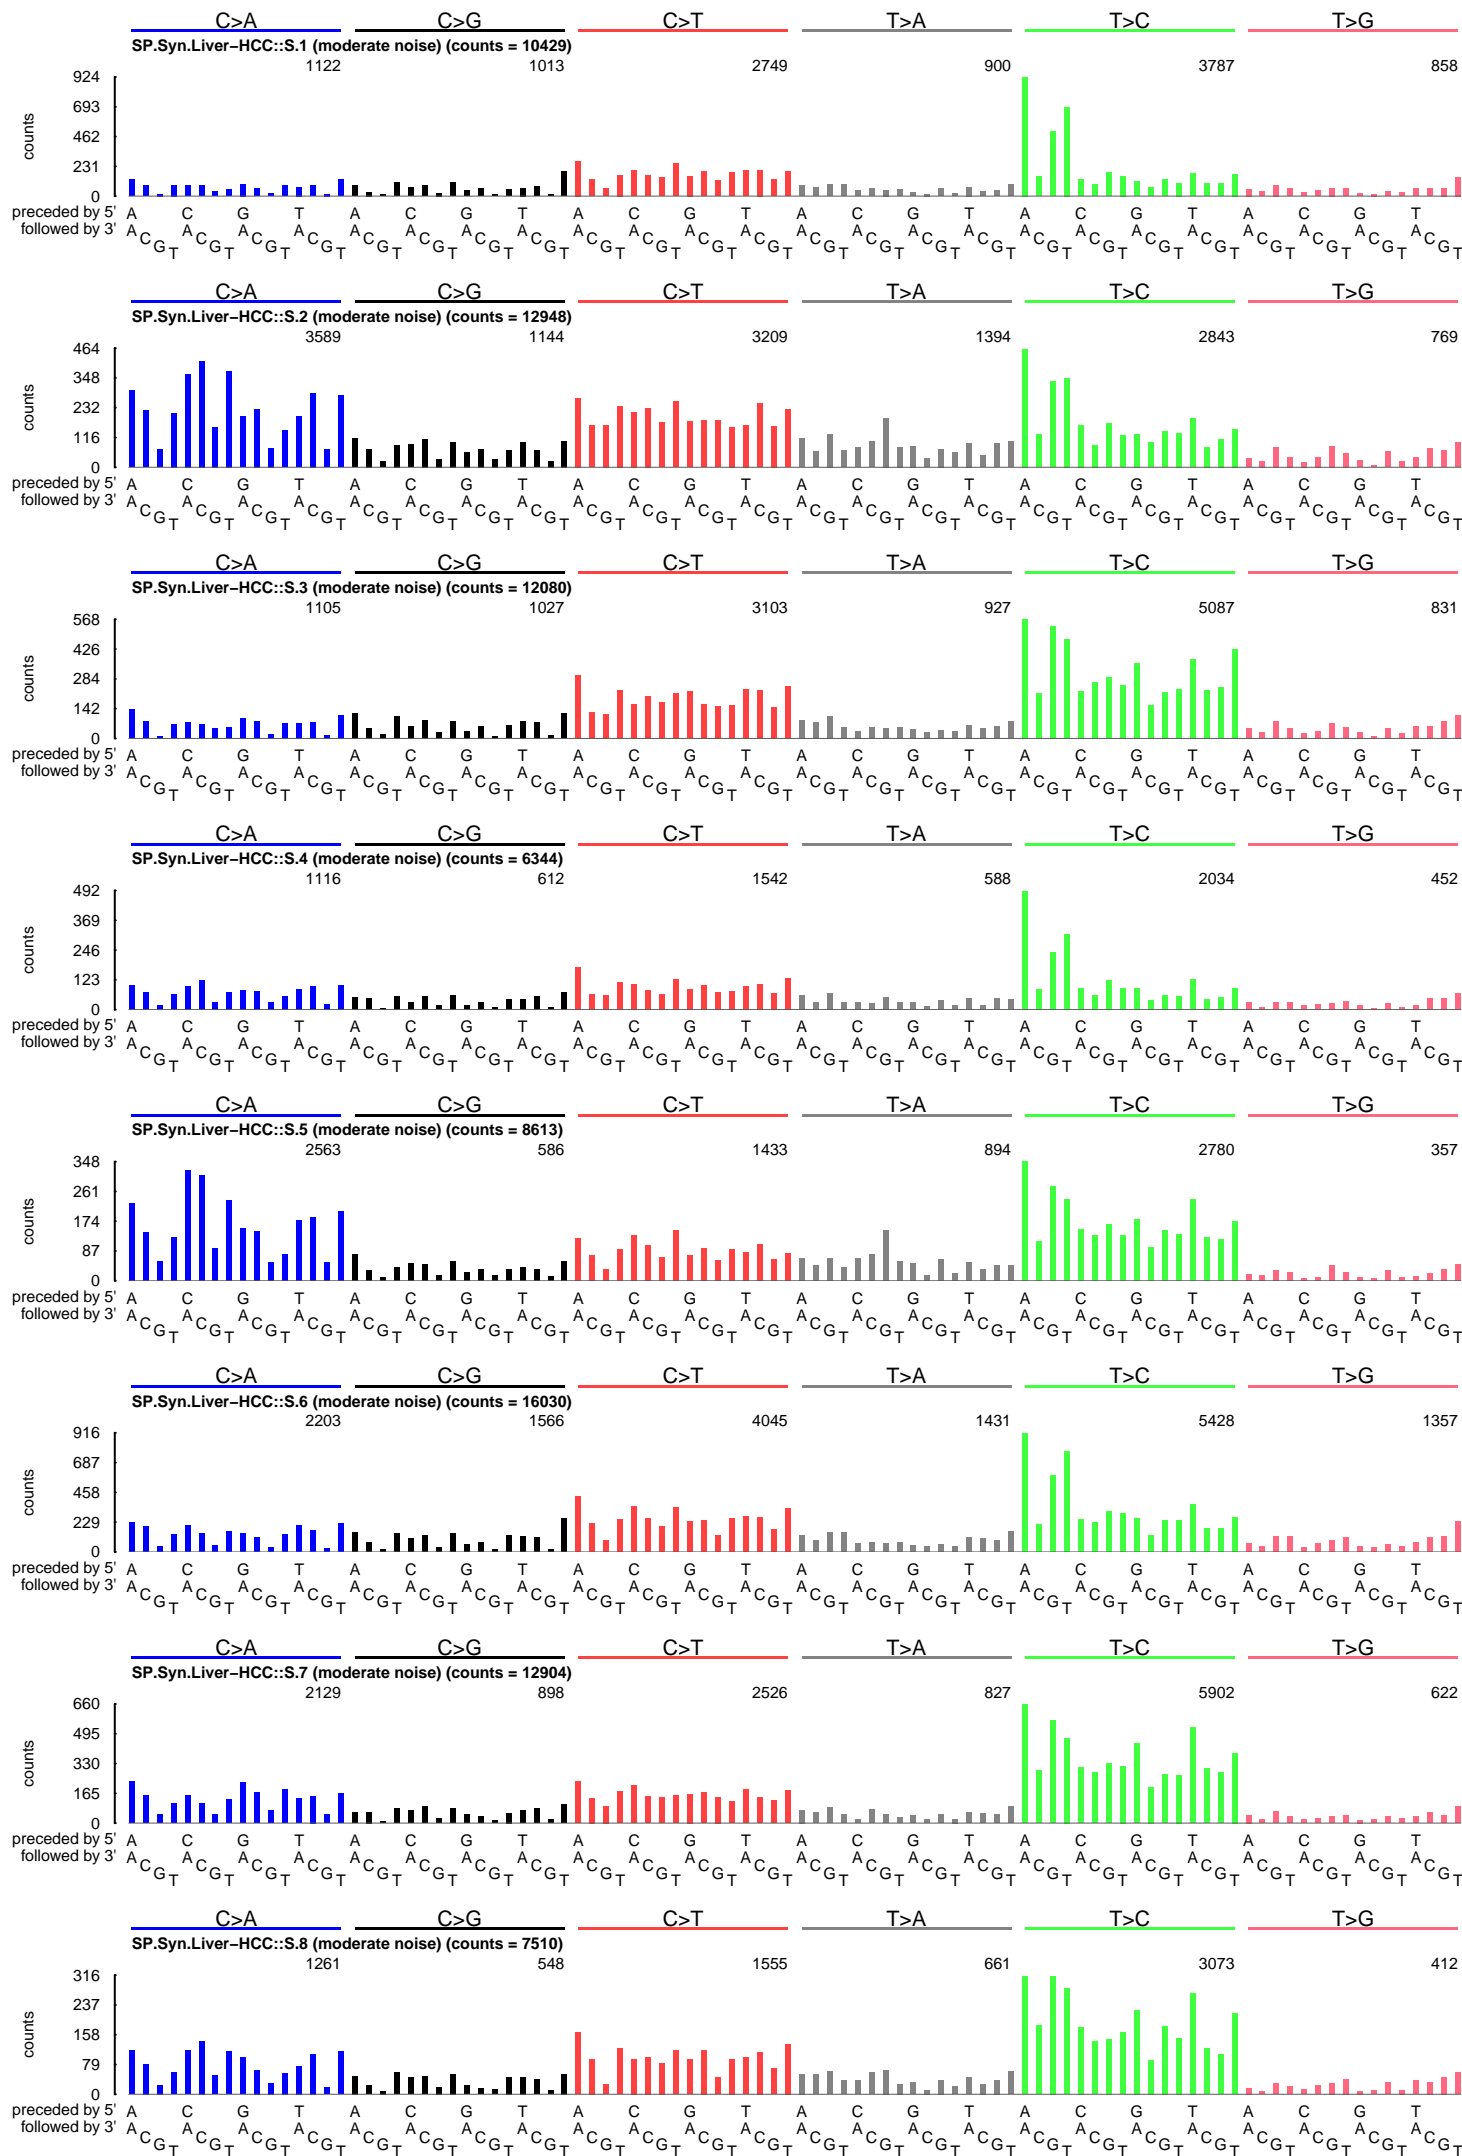 C>A C>G C>T T>A T>C T>G
SP.Syn.Liver–HCC::S.1 (moderate noise) (counts = 10429)
1122 1013 2749 900 3787 858
924
693
462
231
0
counts
preceded by 5' A C G T A C G T A C G T A C G T A C G T A C G T
followed by 3' A C G T A C G T A C G T A C G T A C G T A C G T A C G T A C G T A C G T A C G T A C G T A C G T A C G T A C G T A C G T A C G T A C G T A C G T A C G T A C G T A C G T A C G T A C G T A C G T
C>A C>G C>T T>A T>C T>G
SP.Syn.Liver–HCC::S.2 (moderate noise) (counts = 12948)
3589 1144 3209 1394 2843 769
464
348
232
116
0
counts
preceded by 5' A C G T A C G T A C G T A C G T A C G T A C G T
followed by 3' A C G T A C G T A C G T A C G T A C G T A C G T A C G T A C G T A C G T A C G T A C G T A C G T A C G T A C G T A C G T A C G T A C G T A C G T A C G T A C G T A C G T A C G T A C G T A C G T
C>A C>G C>T T>A T>C T>G
SP.Syn.Liver–HCC::S.3 (moderate noise) (counts = 12080)
1105 1027 3103 927 5087 831
568
426
284
142
0
counts
preceded by 5' A C G T A C G T A C G T A C G T A C G T A C G T
followed by 3' A C G T A C G T A C G T A C G T A C G T A C G T A C G T A C G T A C G T A C G T A C G T A C G T A C G T A C G T A C G T A C G T A C G T A C G T A C G T A C G T A C G T A C G T A C G T A C G T
C>A C>G C>T T>A T>C T>G
SP.Syn.Liver–HCC::S.4 (moderate noise) (counts = 6344)
1116 612 1542 588 2034 452
492
369
246
123
0
counts
preceded by 5' A C G T A C G T A C G T A C G T A C G T A C G T
followed by 3' A C G T A C G T A C G T A C G T A C G T A C G T A C G T A C G T A C G T A C G T A C G T A C G T A C G T A C G T A C G T A C G T A C G T A C G T A C G T A C G T A C G T A C G T A C G T A C G T
C>A C>G C>T T>A T>C T>G
SP.Syn.Liver–HCC::S.5 (moderate noise) (counts = 8613)
2563 586 1433 894 2780 357
348
261
174
87
0
counts
preceded by 5' A C G T A C G T A C G T A C G T A C G T A C G T
followed by 3' A C G T A C G T A C G T A C G T A C G T A C G T A C G T A C G T A C G T A C G T A C G T A C G T A C G T A C G T A C G T A C G T A C G T A C G T A C G T A C G T A C G T A C G T A C G T A C G T
C>A C>G C>T T>A T>C T>G
SP.Syn.Liver–HCC::S.6 (moderate noise) (counts = 16030)
2203 1566 4045 1431 5428 1357
916
687
458
229
0
counts
preceded by 5' A C G T A C G T A C G T A C G T A C G T A C G T
followed by 3' A C G T A C G T A C G T A C G T A C G T A C G T A C G T A C G T A C G T A C G T A C G T A C G T A C G T A C G T A C G T A C G T A C G T A C G T A C G T A C G T A C G T A C G T A C G T A C G T
C>A C>G C>T T>A T>C T>G
SP.Syn.Liver–HCC::S.7 (moderate noise) (counts = 12904)
2129 898 2526 827 5902 622
660
495
330
165
0
counts
preceded by 5' A C G T A C G T A C G T A C G T A C G T A C G T
followed by 3' A C G T A C G T A C G T A C G T A C G T A C G T A C G T A C G T A C G T A C G T A C G T A C G T A C G T A C G T A C G T A C G T A C G T A C G T A C G T A C G T A C G T A C G T A C G T A C G T
C>A C>G C>T T>A T>C T>G
SP.Syn.Liver–HCC::S.8 (moderate noise) (counts = 7510)
1261 548 1555 661 3073 412
316
237
158
79
0
counts
preceded by 5' A C G T A C G T A C G T A C G T A C G T A C G T
followed by 3' A C G T A C G T A C G T A C G T A C G T A C G T A C G T A C G T A C G T A C G T A C G T A C G T A C G T A C G T A C G T A C G T A C G T A C G T A C G T A C G T A C G T A C G T A C G T A C G T